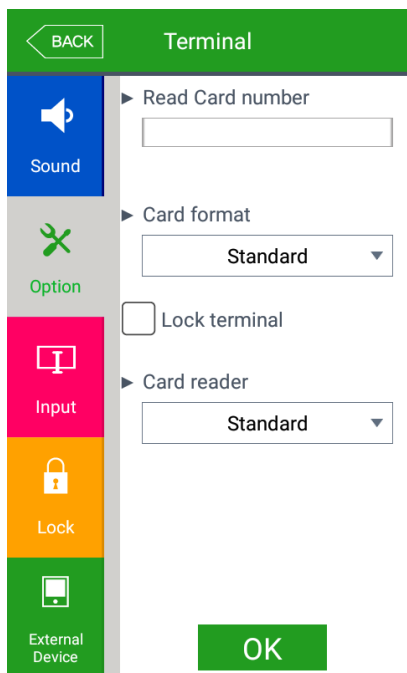 BACK
Terminal
Sound
Option
Input
Lock
External
Device
► Read Card number
► Card format
Standard
Lock terminal
► Card reader
Standard
OK